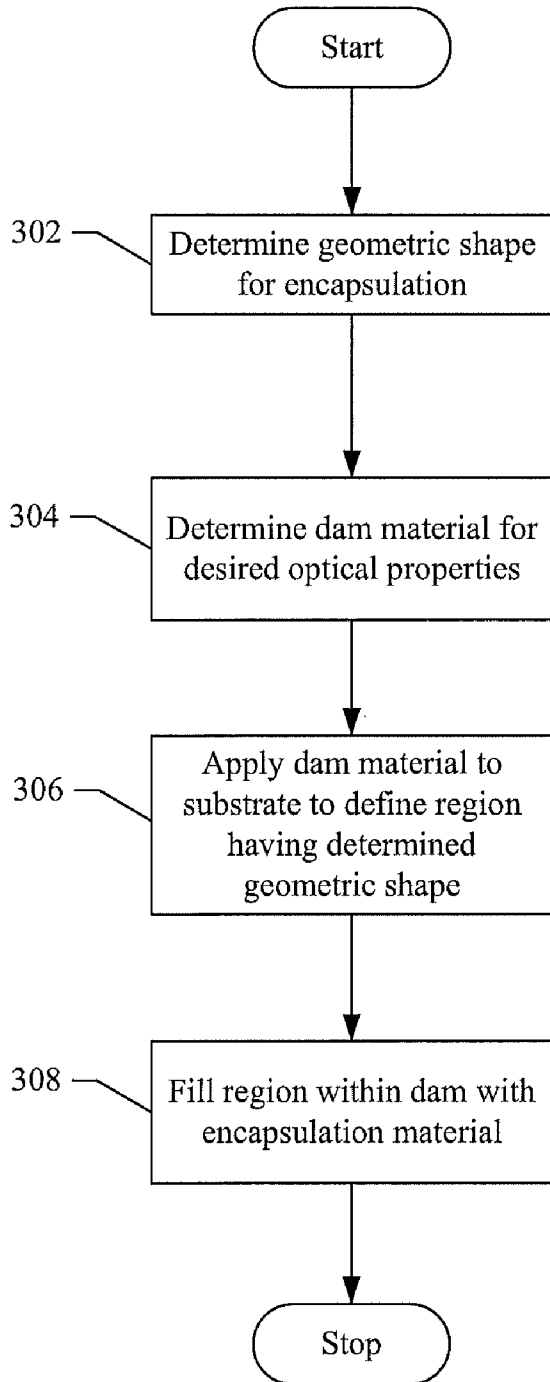 Start
302
Determine geometric shape
for encapsulation
304
Determine dam material for
desired optical properties
306
Apply dam material to
substrate to define region
having determined
geometric shape
308
Fill region within dam with
encapsulation material
Stop